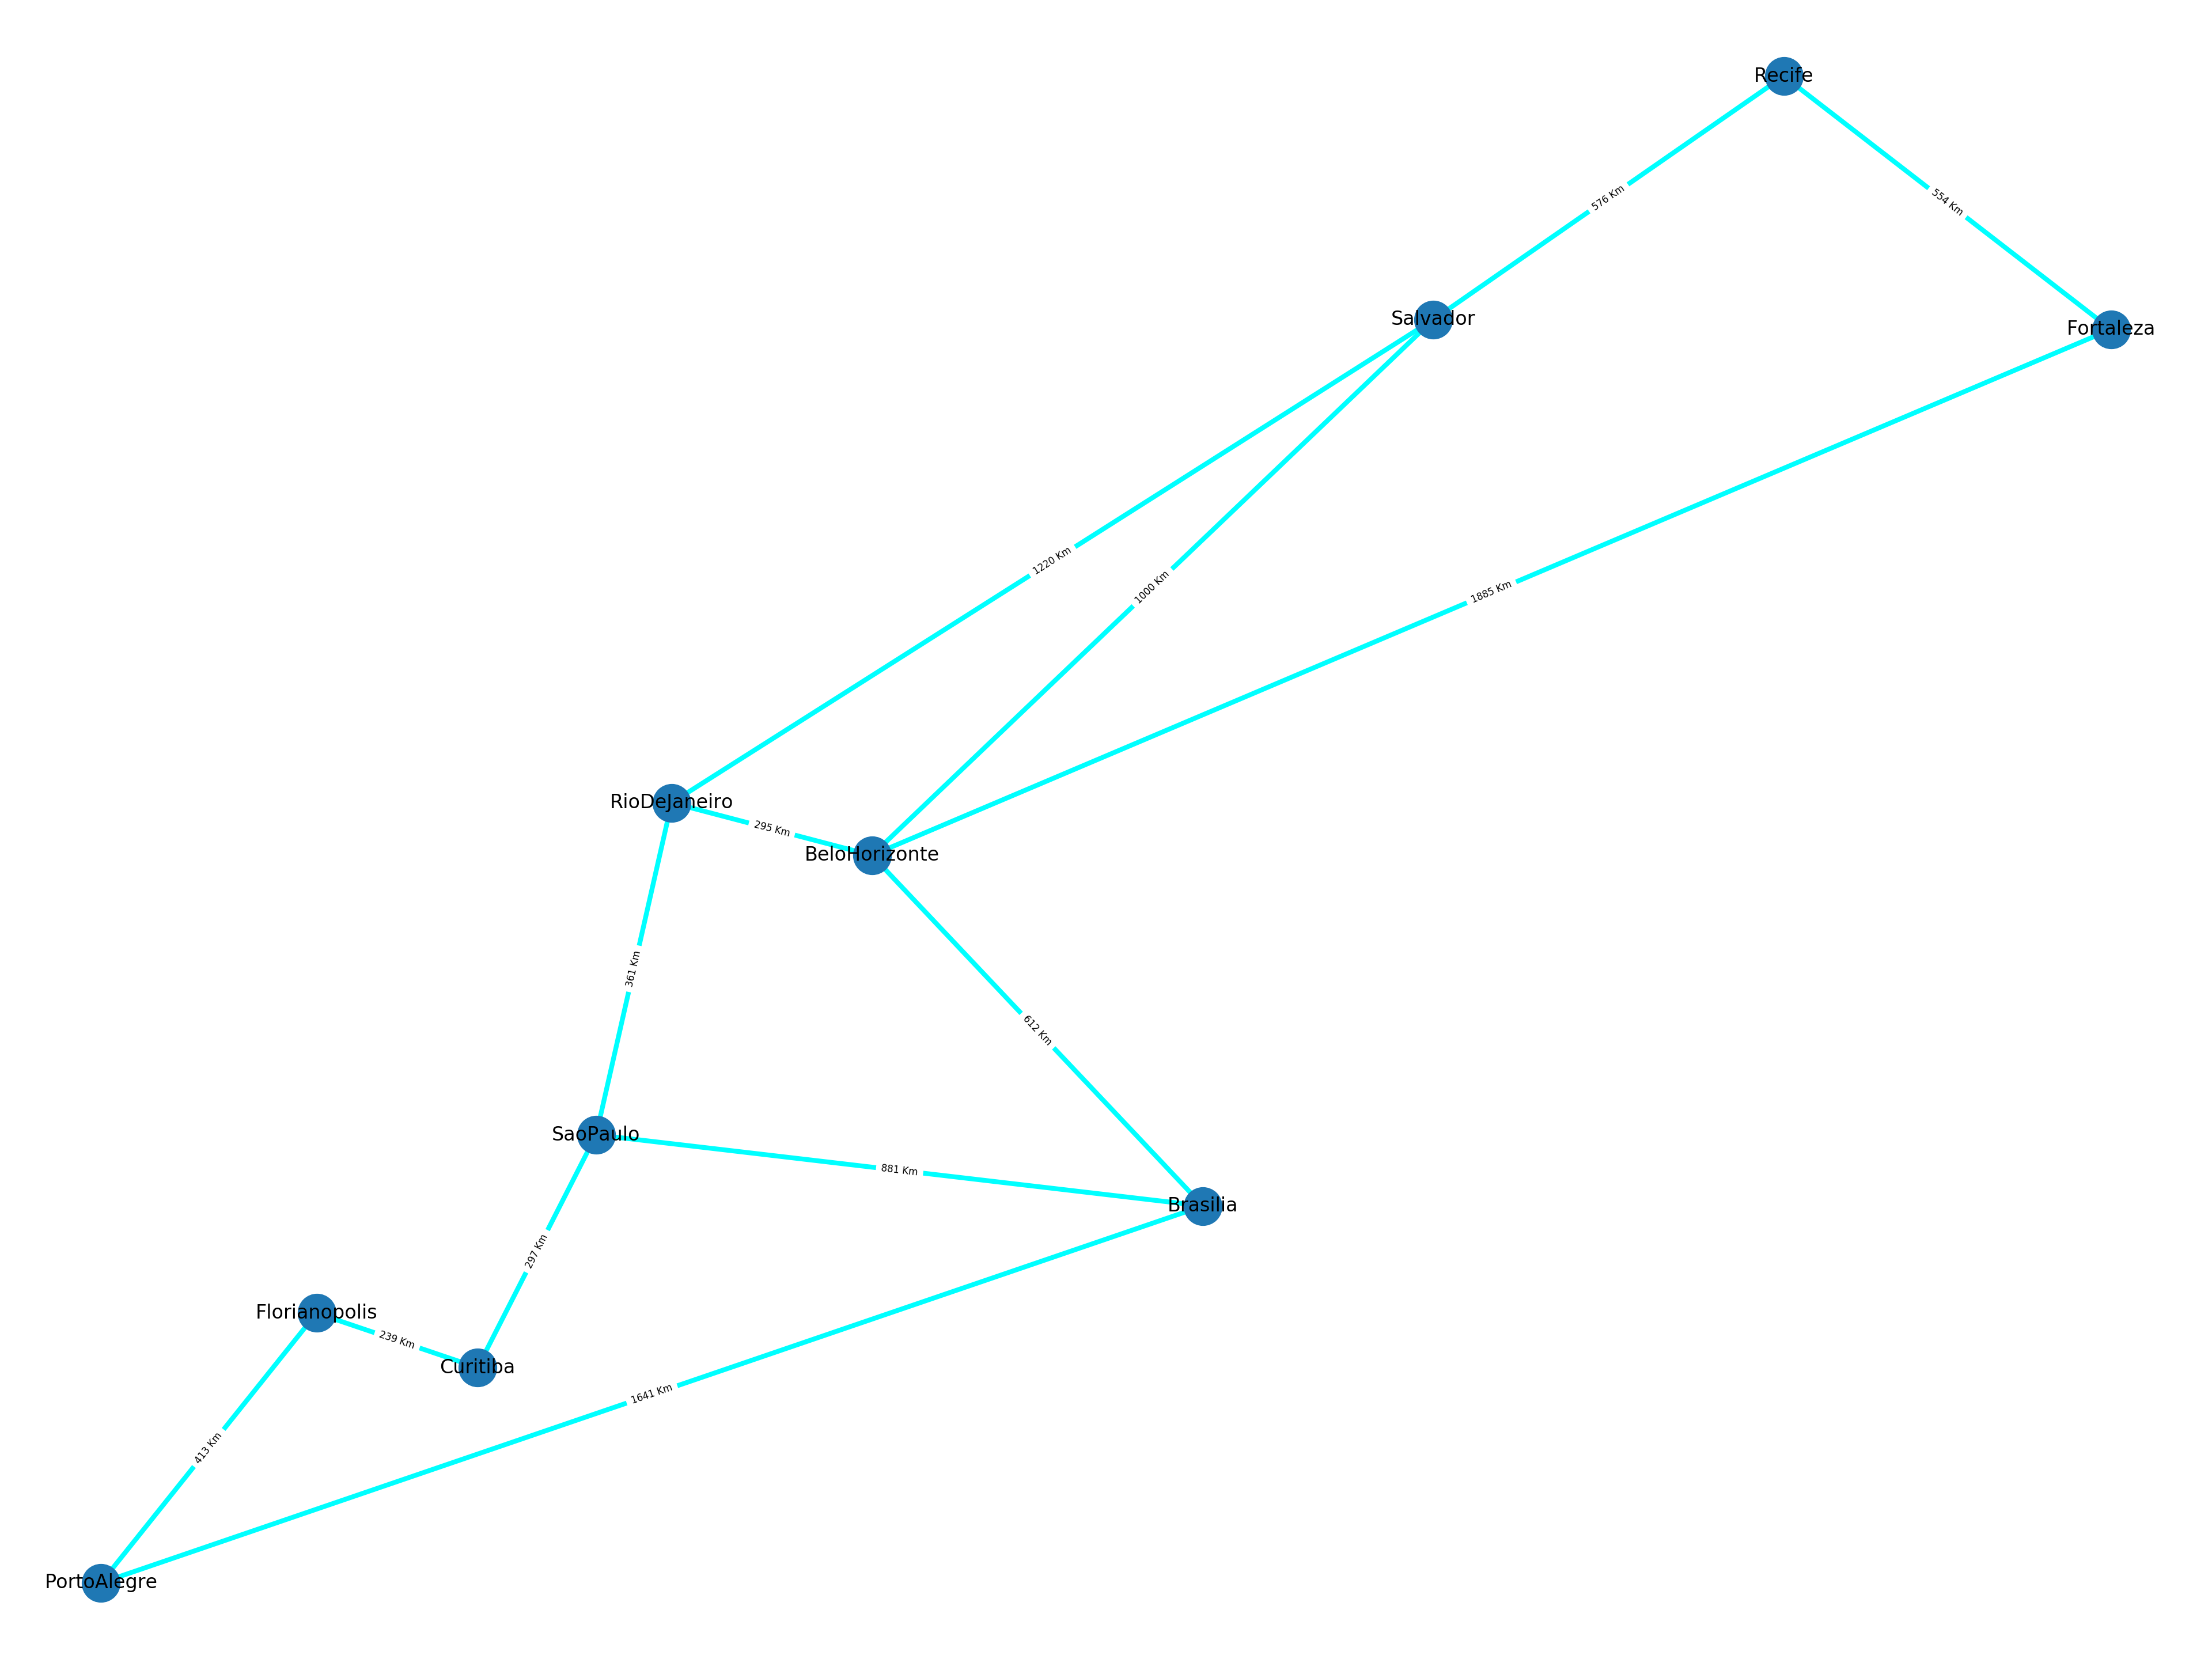 Recife
576 Km
554 Km
Salvador
Fortaleza
1220 Km
1000 Km
1885 Km
RioDeJaneiro
295 Km
BeloHorizonte
361 Km
612 Km
SaoPaulo
881 Km
Brasilia
297 Km
Florianopolis
239 Km
Curitiba
1641 Km
413 Km
PortoAlegre